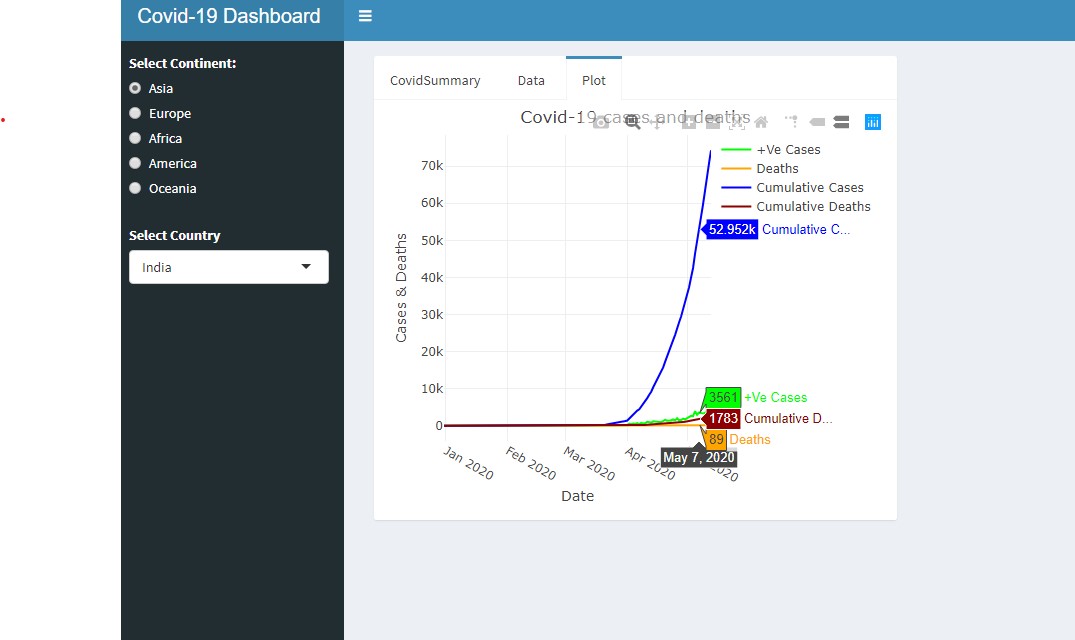 Covid-19 Dashboard
Select Continent:
Asia
Europe
Africa
America
Oceania
Select Country
India
CovidSummary
Data
Plot
Covid-19 cases and deaths
+Ve Cases
Deaths
Cumulative Cases
Cumulative Deaths
Cases & Deaths
70k
60k
50k
40k
30k
20k
10k
0
52.952k Cumulative C...
3561 +Ve Cases
1783 Cumulative D...
89 Deaths
May 7, 2020
Jan 2020
Feb 2020
Mar 2020
Apr 2020
2020
Date